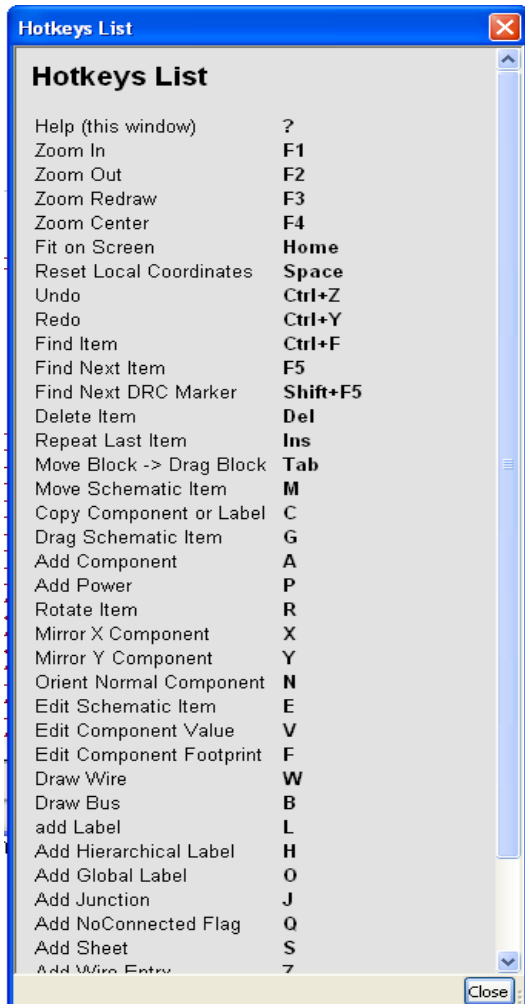 Hotkeys List
Hotkeys List
Help (this window) ?
Zoom In F1
Zoom Out F2
Zoom Redraw F3
Zoom Center F4
Fit on Screen Home
Reset Local Coordinates Space
Undo Ctrl+Z
Redo Ctrl+Y
Find Item Ctrl+F
Find Next Item F5
Find Next DRC Marker Shift+F5
Delete Item Del
Repeat Last Item Ins
Move Block -> Drag Block Tab
Move Schematic Item M
Copy Component or Label C
Drag Schematic Item G
Add Component A
Add Power P
Rotate Item R
Mirror X Component X
Mirror Y Component Y
Orient Normal Component N
Edit Schematic Item E
Edit Component Value V
Edit Component Footprint F
Draw Wire W
Draw Bus B
add Label L
Add Hierarchical Label H
Add Global Label O
Add Junction J
Add NoConnected Flag Q
Add Sheet S
Add Wire Entry Z
Close